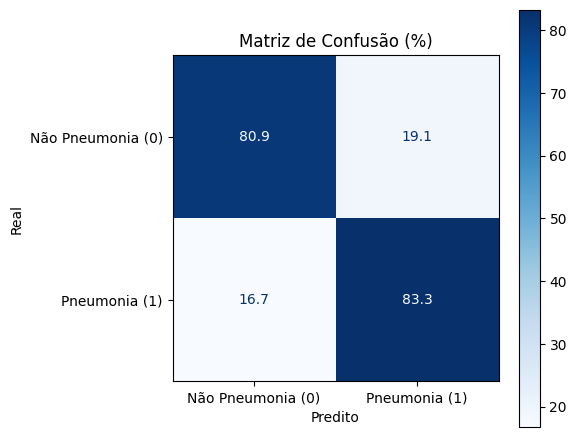 Matriz de Confusão (%)
Real
Não Pneumonia (0)
80.9
19.1
Pneumonia (1)
16.7
83.3
Não Pneumonia (0)
Pneumonia (1)
Predito
80
70
60
50
40
30
20